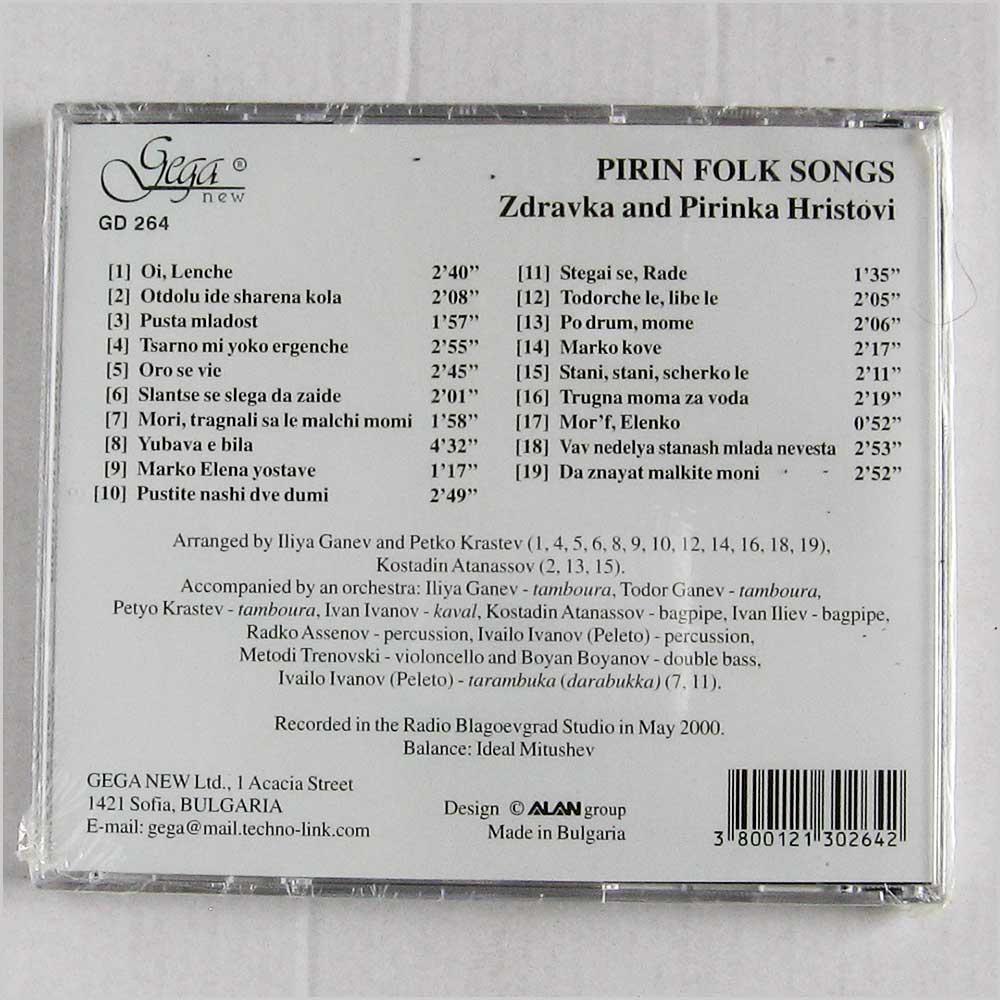 Gega ®
new
GD 264
PIRIN FOLK SONGS
Zdravka and Pirinka Hristovi
[1] Oi, Lenche 2’40”
[2] Otdolu ide sharena kola 2’08”
[3] Pusta mladost 1’57”
[4] Tsarno mi yoko ergenche 2’55”
[5] Oro se vie 2’45”
[6] Slantse se slega da zaide 2’01”
[7] Mori, tragnali sa le malchi momi 1’58”
[8] Yubava e bila 4’32”
[9] Marko Elena yostave 1’17”
[10] Pustite nashi dve dumi 2’49”
[11] Stegai se, Rade 1’35”
[12] Todorche le, libe le 2’05”
[13] Po drum, mome 2’06”
[14] Marko kove 2’17”
[15] Stani, stani, scherko le 2’11”
[16] Trugna moma za voda 2’19”
[17] Mor’f, Elenko 0’52”
[18] Vav nedelya stanash mlada nevesta 2’53”
[19] Da znayat malkite moni 2’52”
Arranged by Iliya Ganev and Petko Krastev (1, 4, 5, 6, 8, 9, 10, 12, 14, 16, 18, 19),
Kostadin Atanassov (2, 13, 15).
Accompanied by an orchestra: Iliya Ganev - tamboura, Todor Ganev - tamboura,
Petyo Krastev - tamboura, Ivan Ivanov - kaval, Kostadin Atanassov - bagpipe, Ivan Iliev - bagpipe,
Radko Assenov - percussion, Ivailo Ivanov (Peleto) - percussion,
Metodi Trenovski - violoncello and Boyan Boyanov - double bass,
Ivailo Ivanov (Peleto) - tarambuka (darabukka) (7, 11).
Recorded in the Radio Blagoevgrad Studio in May 2000.
Balance: Ideal Mitushev
GEGA NEW Ltd., 1 Acacia Street
1421 Sofia, BULGARIA
E-mail: gega@mail.techno-link.com
Design © ALAN group
Made in Bulgaria
3 800121 302642